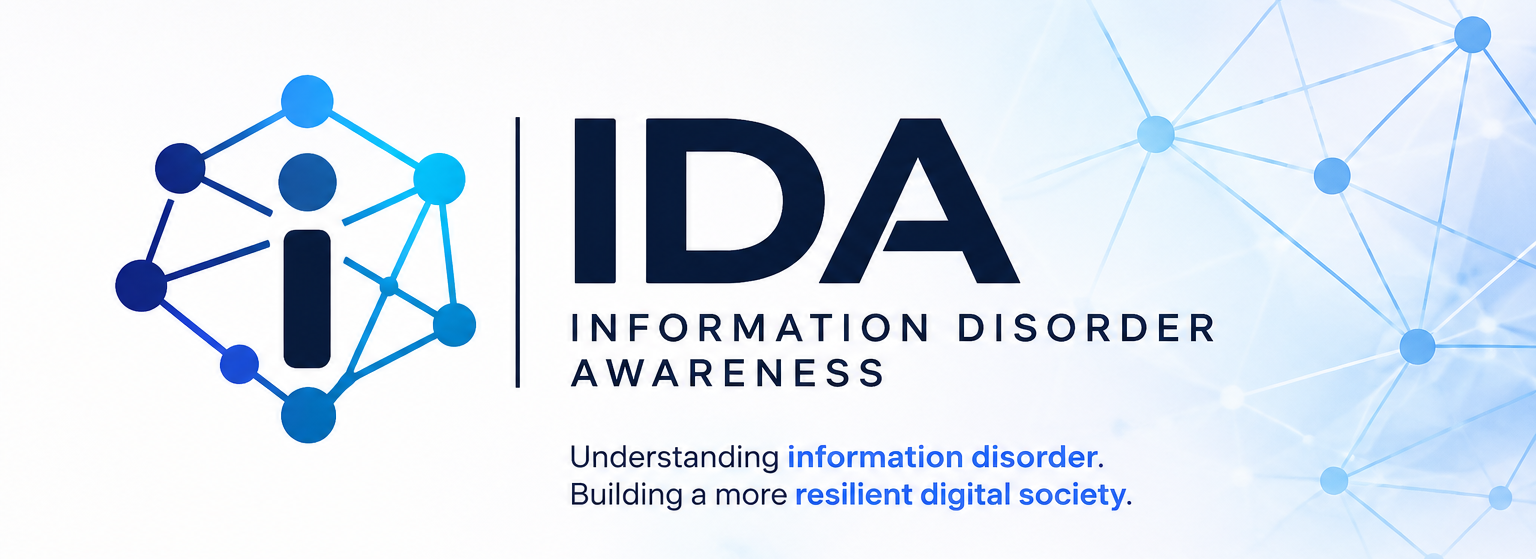 IDA
INFORMATION DISORDER
AWARENESS
Understanding information disorder.
Building a more resilient digital society.